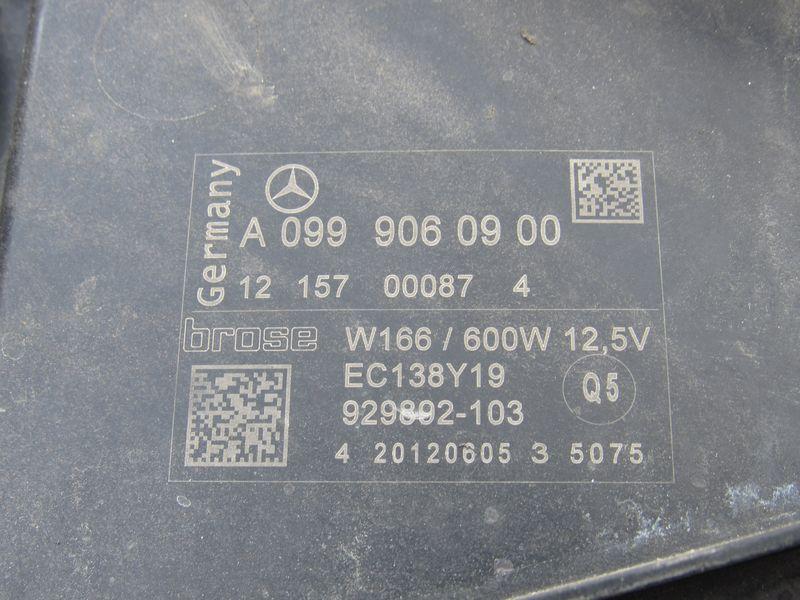 Germany
A 099 906 09 00
12 157 00087 4
brose W166 / 600W 12,5V
EC138Y19
Q5
929892-103
4 20120605 3 5075